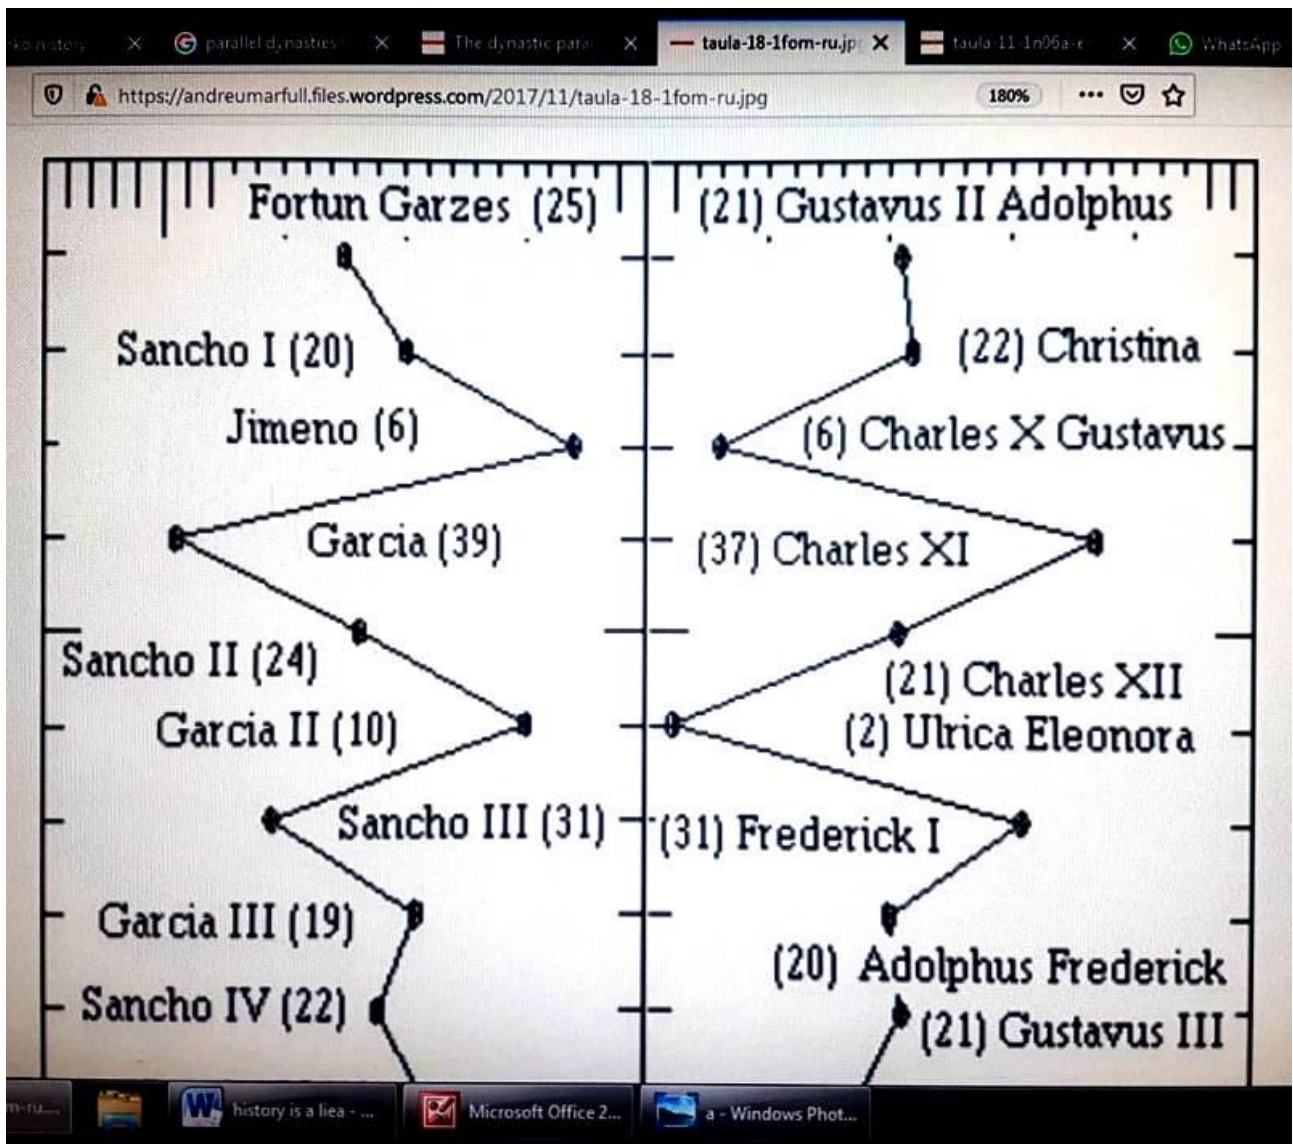 parallel dynasties
The dynastic paral
taula-18-1fom-ru.jp
taula-11-1n06a-e
WhatsApp
https://andreumarfull.files.wordpress.com/2017/11/taula-18-1fom-ru.jpg
180%
Fortun Garzes (25)
(21) Gustavus II Adolphus
Sancho I (20)
(22) Christina
Jimeno (6)
(6) Charles X Gustavus
Garcia (39)
(37) Charles XI
Sancho II (24)
(21) Charles XII
Garcia II (10)
(2) Ulrica Eleonora
Sancho III (31)
(31) Frederick I
Garcia III (19)
(20) Adolphus Frederick
Sancho IV (22)
(21) Gustavus III
m-ru....
history is a liea - ...
Microsoft Office 2...
a - Windows Phot...